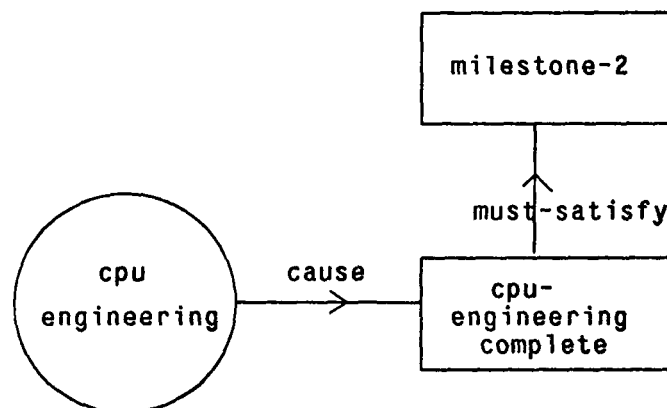 milestone-2
must-satisfy
cpu
engineering
cause
cpu-
engineering
complete